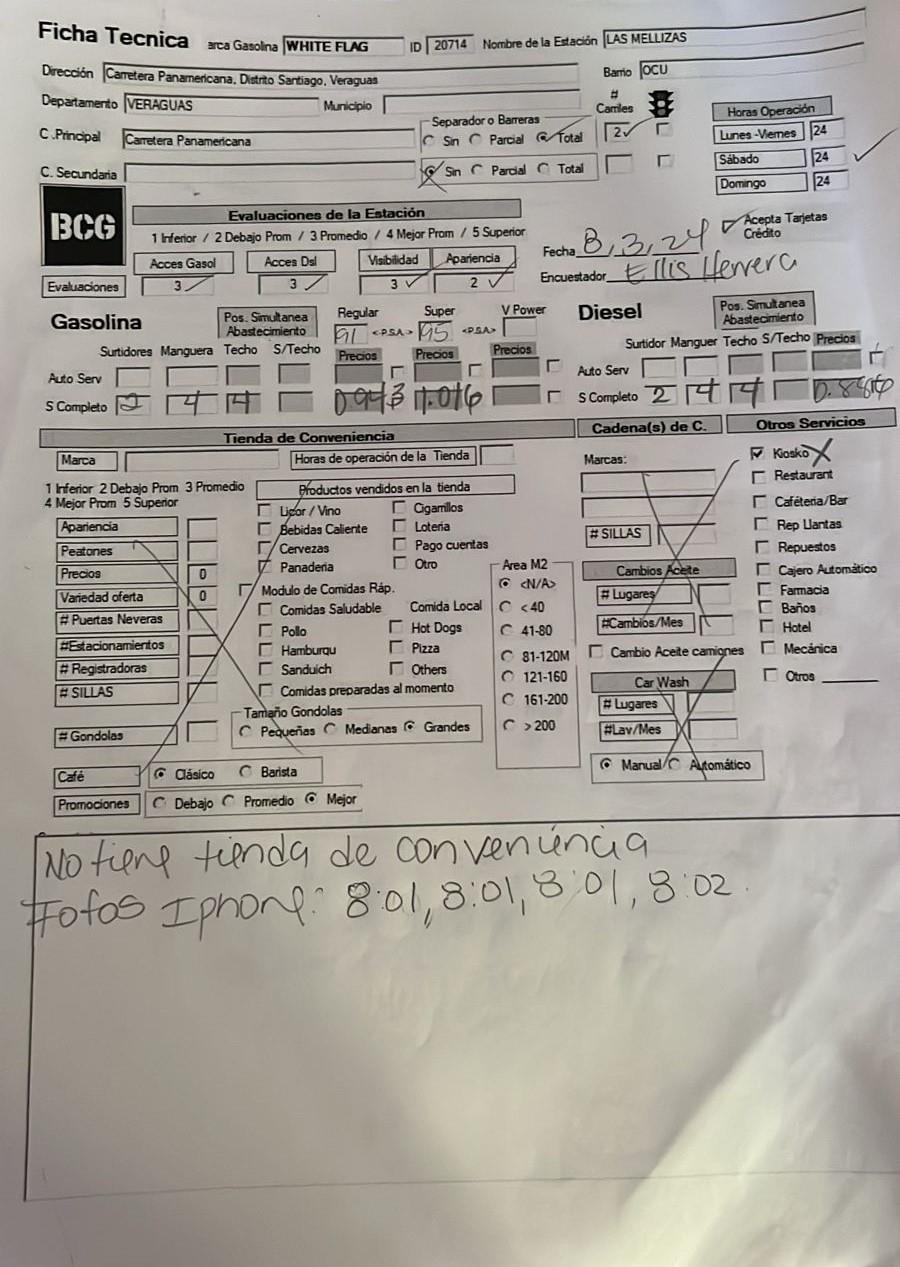 Ficha Tecnica arca Gasolina WHITE FLAG ID 20714 Nombre de la Estación LAS MELLIZAS
Dirección Carretera Panamericana, Distrito Santiago, Veraguas Barrio OCU
Departamento VERAGUAS Municipio # Carriles
Horas Operación
Separador o Barreras
C .Principal Carretera Panamericana Sin Parcial Total 2 Lunes -Viernes 24
C. Secundaria Sin Parcial Total Sábado 24
Domingo 24
BCG
Evaluaciones de la Estación
1 Inferior / 2 Debajo Prom / 3 Promedio / 4 Mejor Prom / 5 Superior
Acepta Tarjetas Crédito
Fecha 8,3,24
Acces Gasol Acces Dsl Visibilidad Apariencia
Encuestador Ellis Herrera
Evaluaciones 3 3 3 2
Gasolina Pos. Simultanea Abastecimiento Regular Super V Power
91 <-P.S.A.-> 95 <-P.S.A.->
Diesel Pos. Simultanea Abastecimiento
Surtidores Manguera Techo S/Techo Precios Precios Precios
Surtidor Manguer Techo S/Techo Precios
Auto Serv
Auto Serv
S Completo 2 4 4 0.943 1.016
S Completo 2 4 4
Tienda de Conveniencia
Cadena(s) de C.
Otros Servicios
Marca Horas de operación de la Tienda
1 Inferior 2 Debajo Prom 3 Promedio
4 Mejor Prom 5 Superior
Productos vendidos en la tienda
Apariencia
Peatones
Precios 0
Variedad oferta 0
# Puertas Neveras
#Estacionamientos
# Registradoras
# SILLAS
# Gondolas
Licor / Vino Cigarrillos
Bebidas Caliente Loteria
Cervezas Pago cuentas
Panaderia Otro
Modulo de Comidas Ráp.
Comidas Saludable Comida Local
Pollo Hot Dogs
Hamburqu Pizza
Sanduich Others
Comidas preparadas al momento
Tamaño Gondolas
Pequeñas Medianas Grandes
Café Clásico Barista
Promociones Debajo Promedio Mejor
Area M2
<N/A>
< 40
41-80
81-120M
121-160
161-200
> 200
Marcas:
# SILLAS
Cambios Aceite
# Lugares
#Cambios/Mes
Cambio Aceite camiones
Car Wash
# Lugares
#Lav/Mes
Manual Automático
Kiosko
Restaurant
Caféteria/Bar
Rep Llantas
Repuestos
Cajero Automático
Farmacia
Baños
Hotel
Mecánica
Otros
No tiene tienda de conveniencia
Fotos Iphone: 8:01, 8:01, 8:01, 8:02.